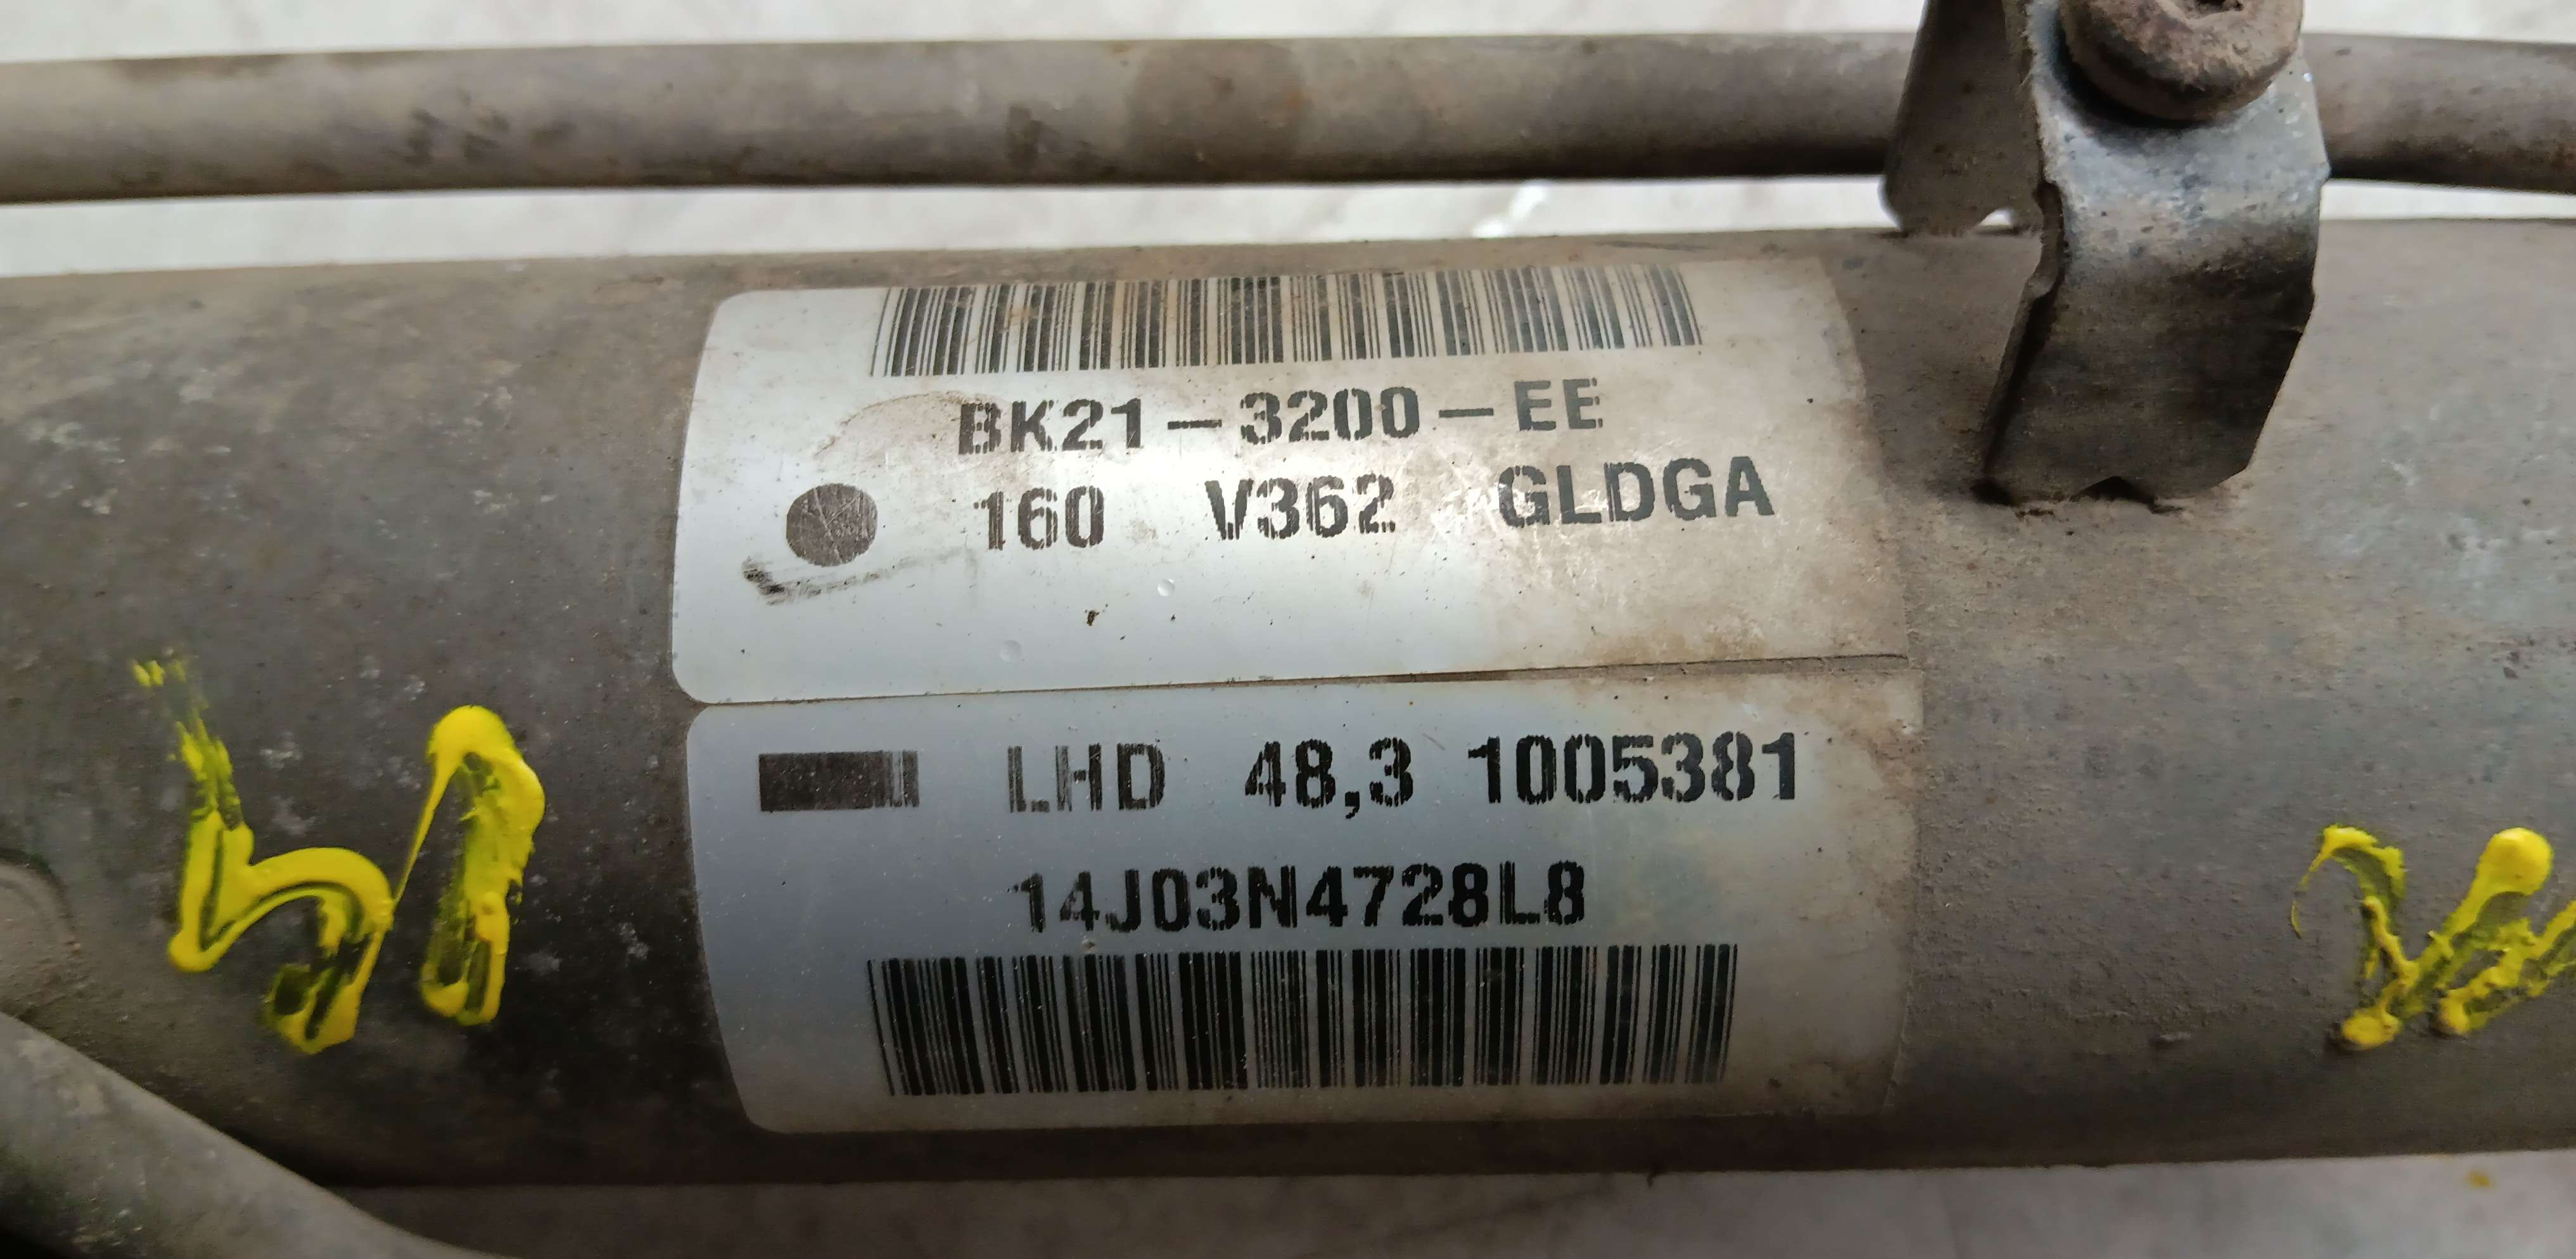 BK21-3200-EE
160 V362 GLDGA
LHD 48,3 1005381
14J03N4728L8